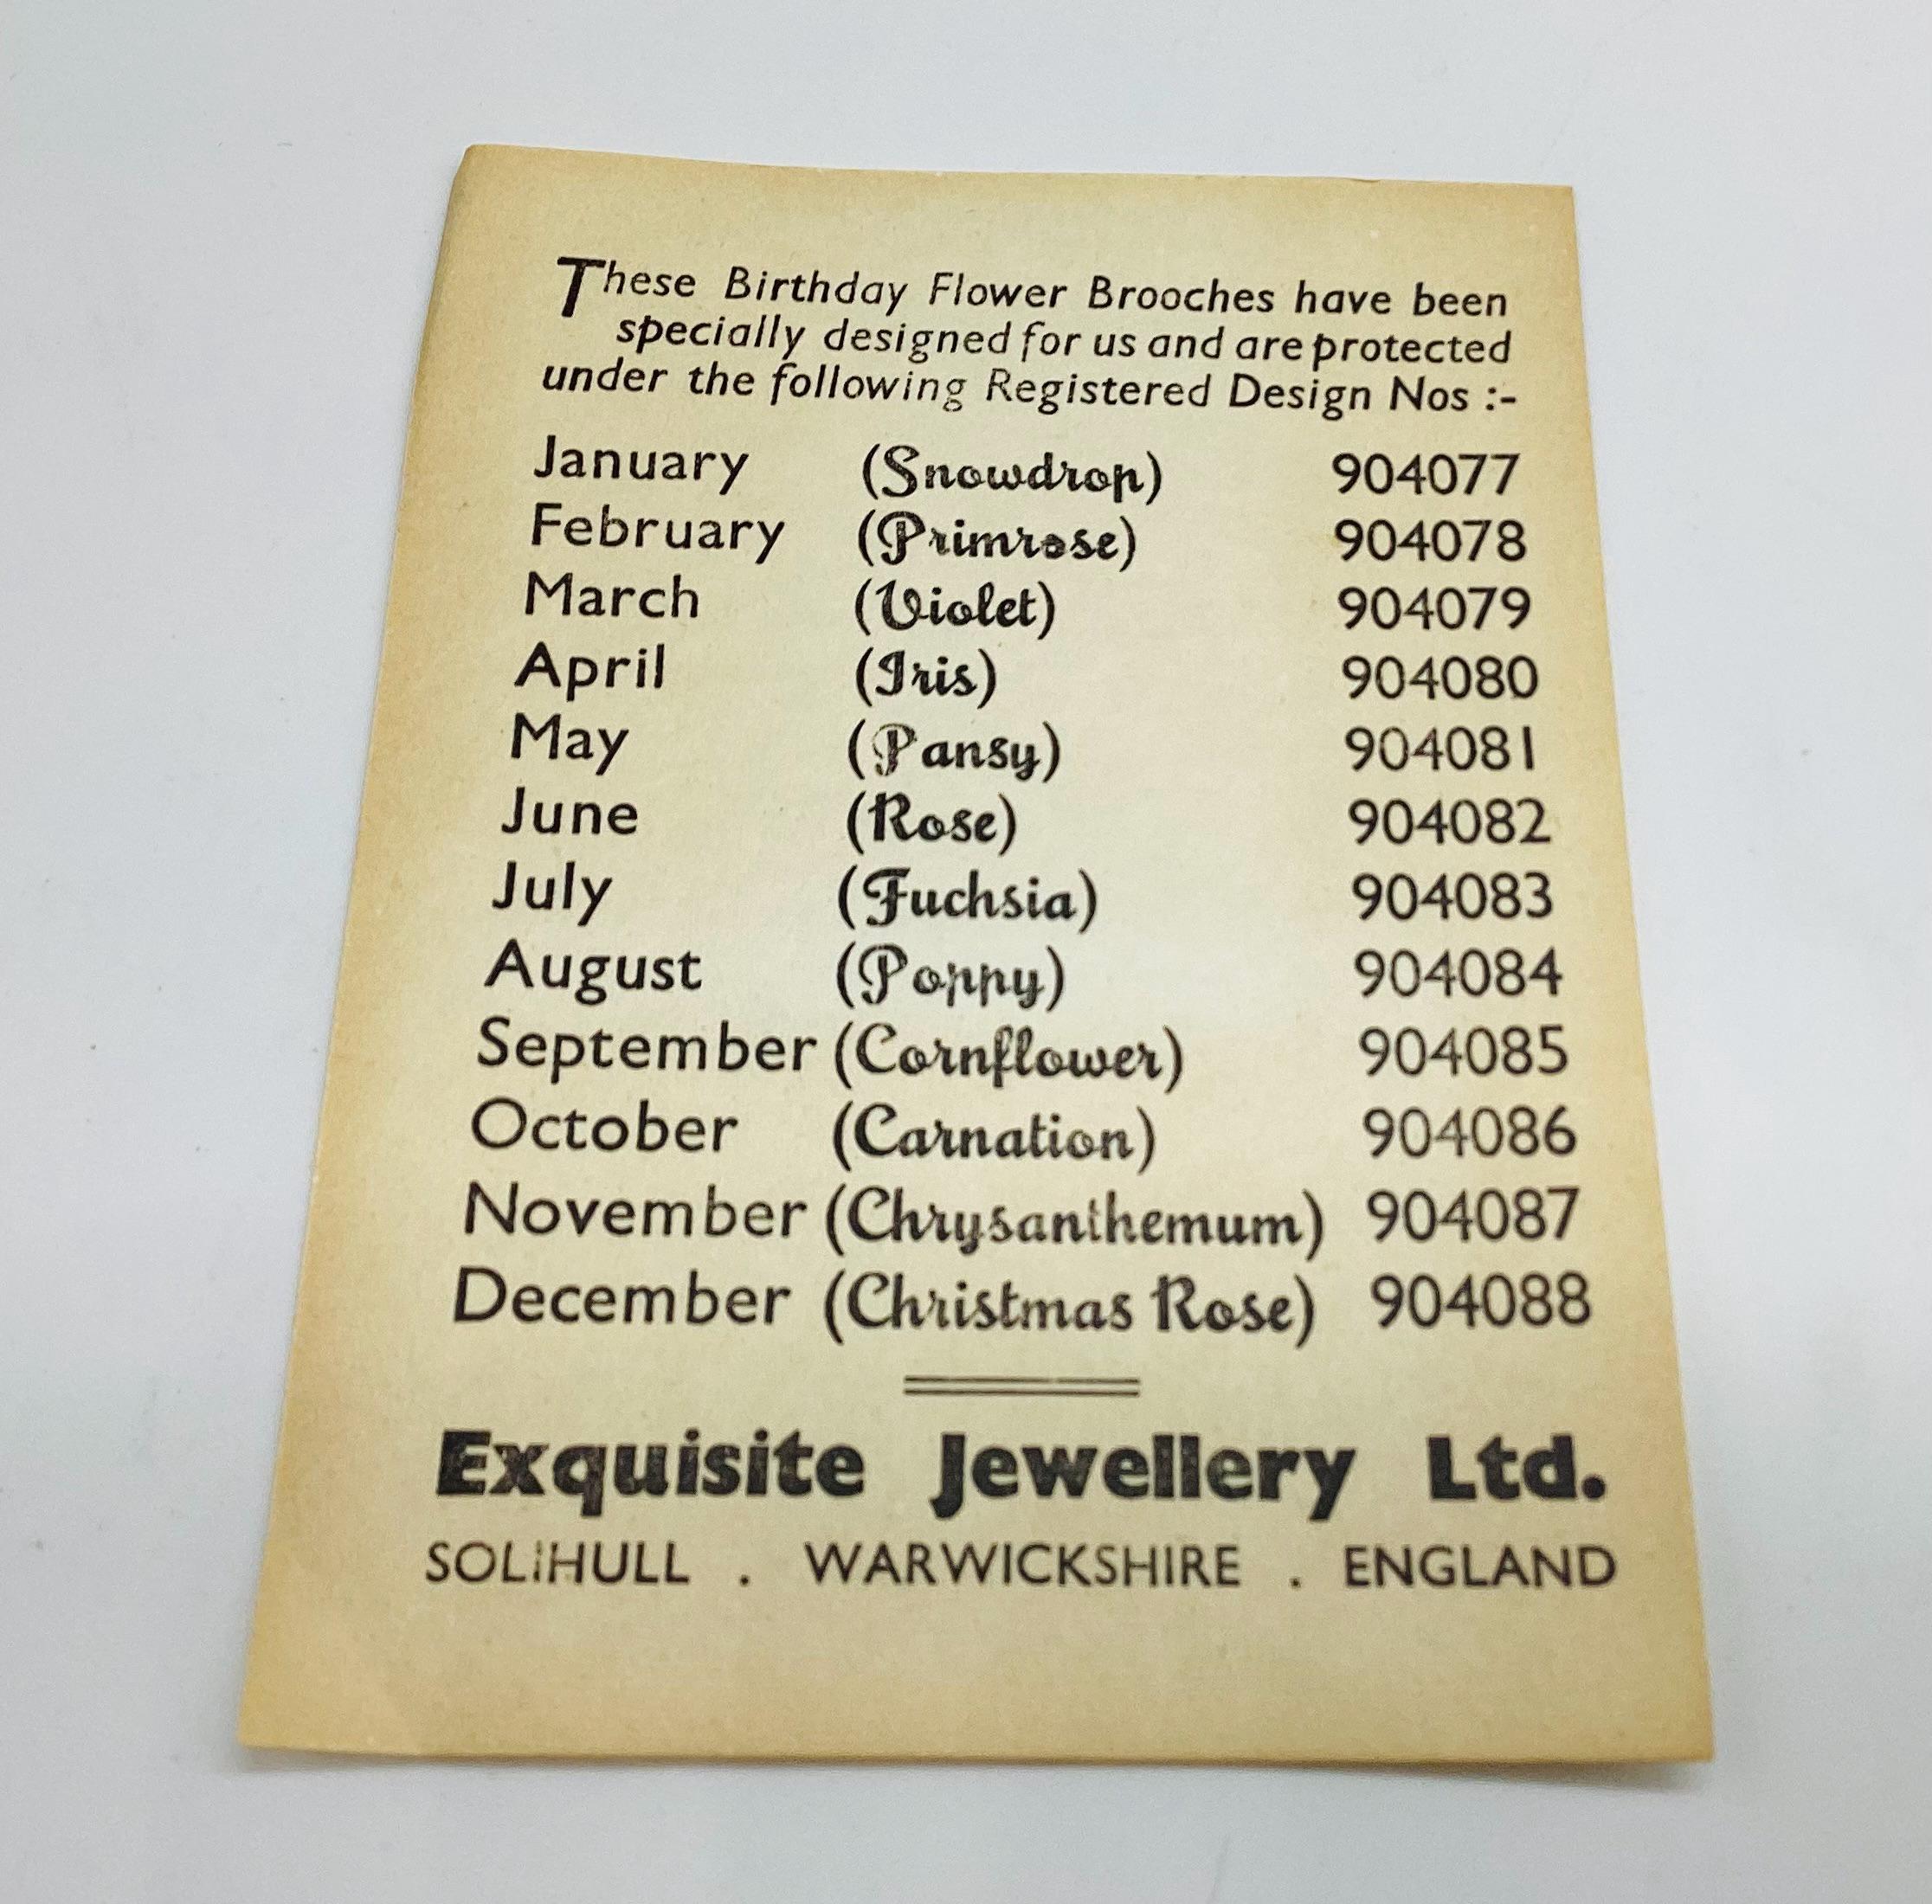 These Birthday Flower Brooches have been
specially designed for us and are protected
under the following Registered Design Nos :-
January (Snowdrop) 904077
February (Primrose) 904078
March (Violet) 904079
April (Iris) 904080
May (Pansy) 904081
June (Rose) 904082
July (Fuchsia) 904083
August (Poppy) 904084
September (Cornflower) 904085
October (Carnation) 904086
November (Chrysanthemum) 904087
December (Christmas Rose) 904088
Exquisite Jewellery Ltd.
SOLIHULL . WARWICKSHIRE . ENGLAND